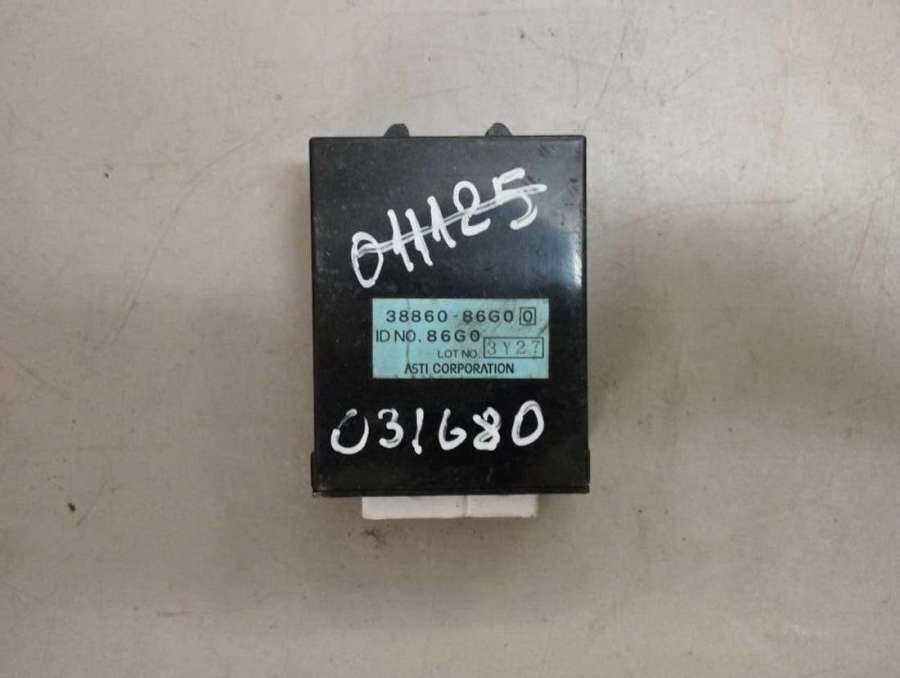 011125
38860-86G0 0
ID NO. 86G0
LOT NO. 3Y27
ASTI CORPORATION
031680